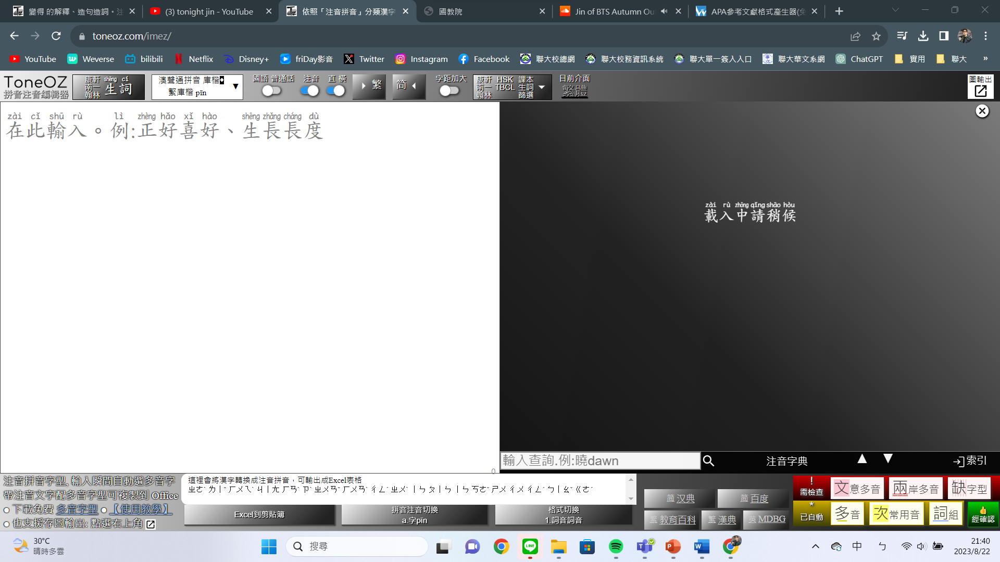 變得 的解釋、造句造詞。注
(3) tonight jin - YouTube
依照「注音拼音」分類漢字
國教院
Jin of BTS Autumn Ou
APA參考文獻格式產生器(免
toneoz.com/imez/
YouTube Weverse bilibili Netflix Disney+ friDay影音 Twitter Instagram Facebook 聯大校總網 聯大校務資訊系統 聯大單一簽入入口 聯大華文系網 ChatGPT 實用 聯大 »
ToneOZ
拼音注音編輯器
康軒
南一
翰林
shēng cí
生詞
澳聲通拼音 庫楷
繁庫楷 pīn
國語 普通話
注音
直 橫
繁
简
字距加大
康軒 HSK 課本
南一 TBCL 生詞
翰林 篩選
目前介面
繁體
圖輸出
zài cǐ shū rù lì zhèng hǎo xǐ hào shēng zhǎng cháng dù
在此輸入。例:正好喜好、生長長度
zài rù zhōng qǐng shāo hòu
載入中請稍候
0
輸入查詢.例:曉dawn
注音字典
索引
注音拼音字型, 輸入瞬間自動選多音字
帶注音文字配多音字型可複製到 Office
下載免費 多音字型 【使用教學】
也支援存圖輸出: 點選右上角
這裡會將漢字轉換成注音拼音，可輸出成Excel表格
ㄓㄜˋ ㄌㄧˇ ㄏㄨㄟˋ ㄐㄧㄤ ㄏㄢˋ ㄗˋ ㄓㄨㄢˇ ㄏㄨㄢˋ ㄔㄥˊ ㄓㄨˋ ㄧㄣ ㄆㄧㄣ ㄧㄣ ㄎㄜˇ ㄕㄨ ㄔㄨ ㄔㄥˊ ㄅㄧㄠˇ ㄍㄜˊ
Excel到剪貼簿
拼音注音切換
a.字pīn
格式切換
1.詞音詞音
简 汉典
简 百度
繁 教育百科
繁 漢典
英 MDBG
!
需檢查
文意多音
兩岸多音
缺字型
*
已自動
多音
次常用音
詞組
經確認
30°C
晴時多雲
搜尋
中
ㄅ
21:40
2023/8/22